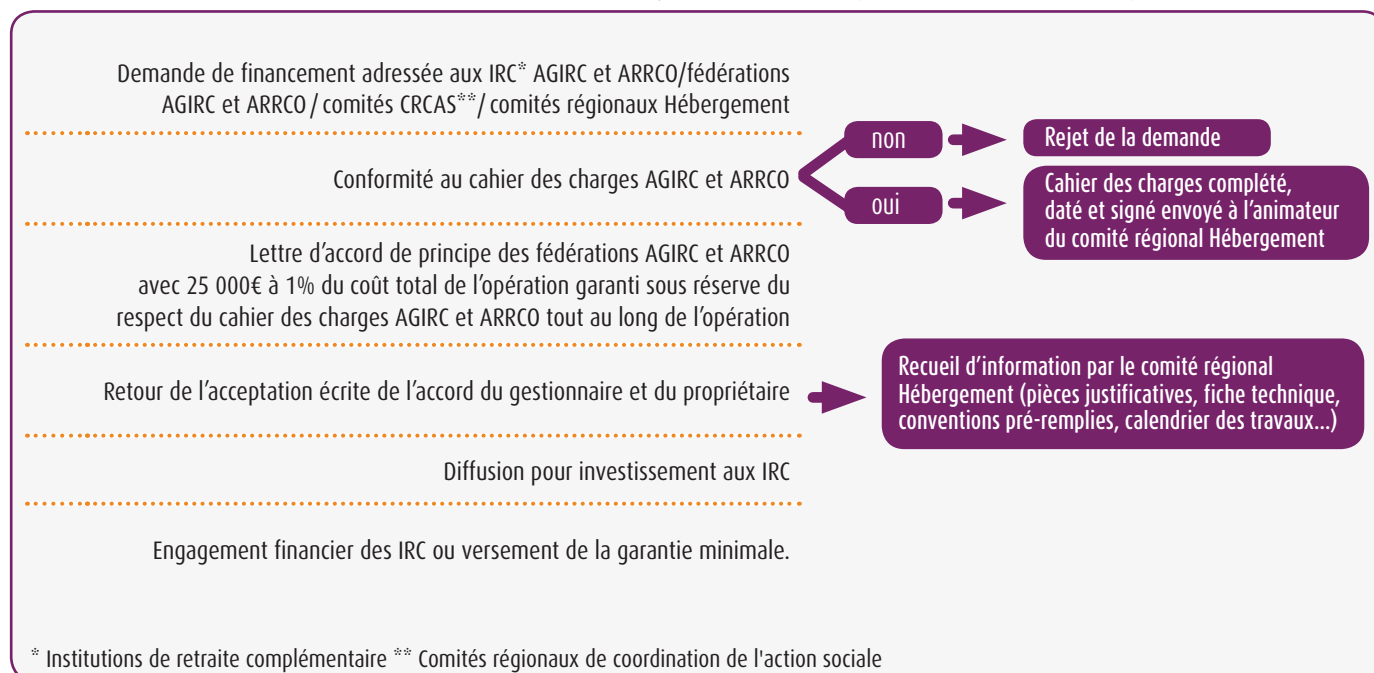 Demande de financement adressée aux IRC* AGIRC et ARRCO/fédérations
AGIRC et ARRCO / comités CRCAS**/ comités régionaux Hébergement
non
Rejet de la demande
Conformité au cahier des charges AGIRC et ARRCO
oui
Cahier des charges complété,
daté et signé envoyé à l’animateur
du comité régional Hébergement
Lettre d’accord de principe des fédérations AGIRC et ARRCO
avec 25 000€ à 1% du coût total de l’opération garanti sous réserve du
respect du cahier des charges AGIRC et ARRCO tout au long de l’opération
Retour de l’acceptation écrite de l’accord du gestionnaire et du propriétaire
Recueil d’information par le comité régional
Hébergement (pièces justificatives, fiche technique,
conventions pré-remplies, calendrier des travaux...)
Diffusion pour investissement aux IRC
Engagement financier des IRC ou versement de la garantie minimale.
* Institutions de retraite complémentaire ** Comités régionaux de coordination de l'action sociale